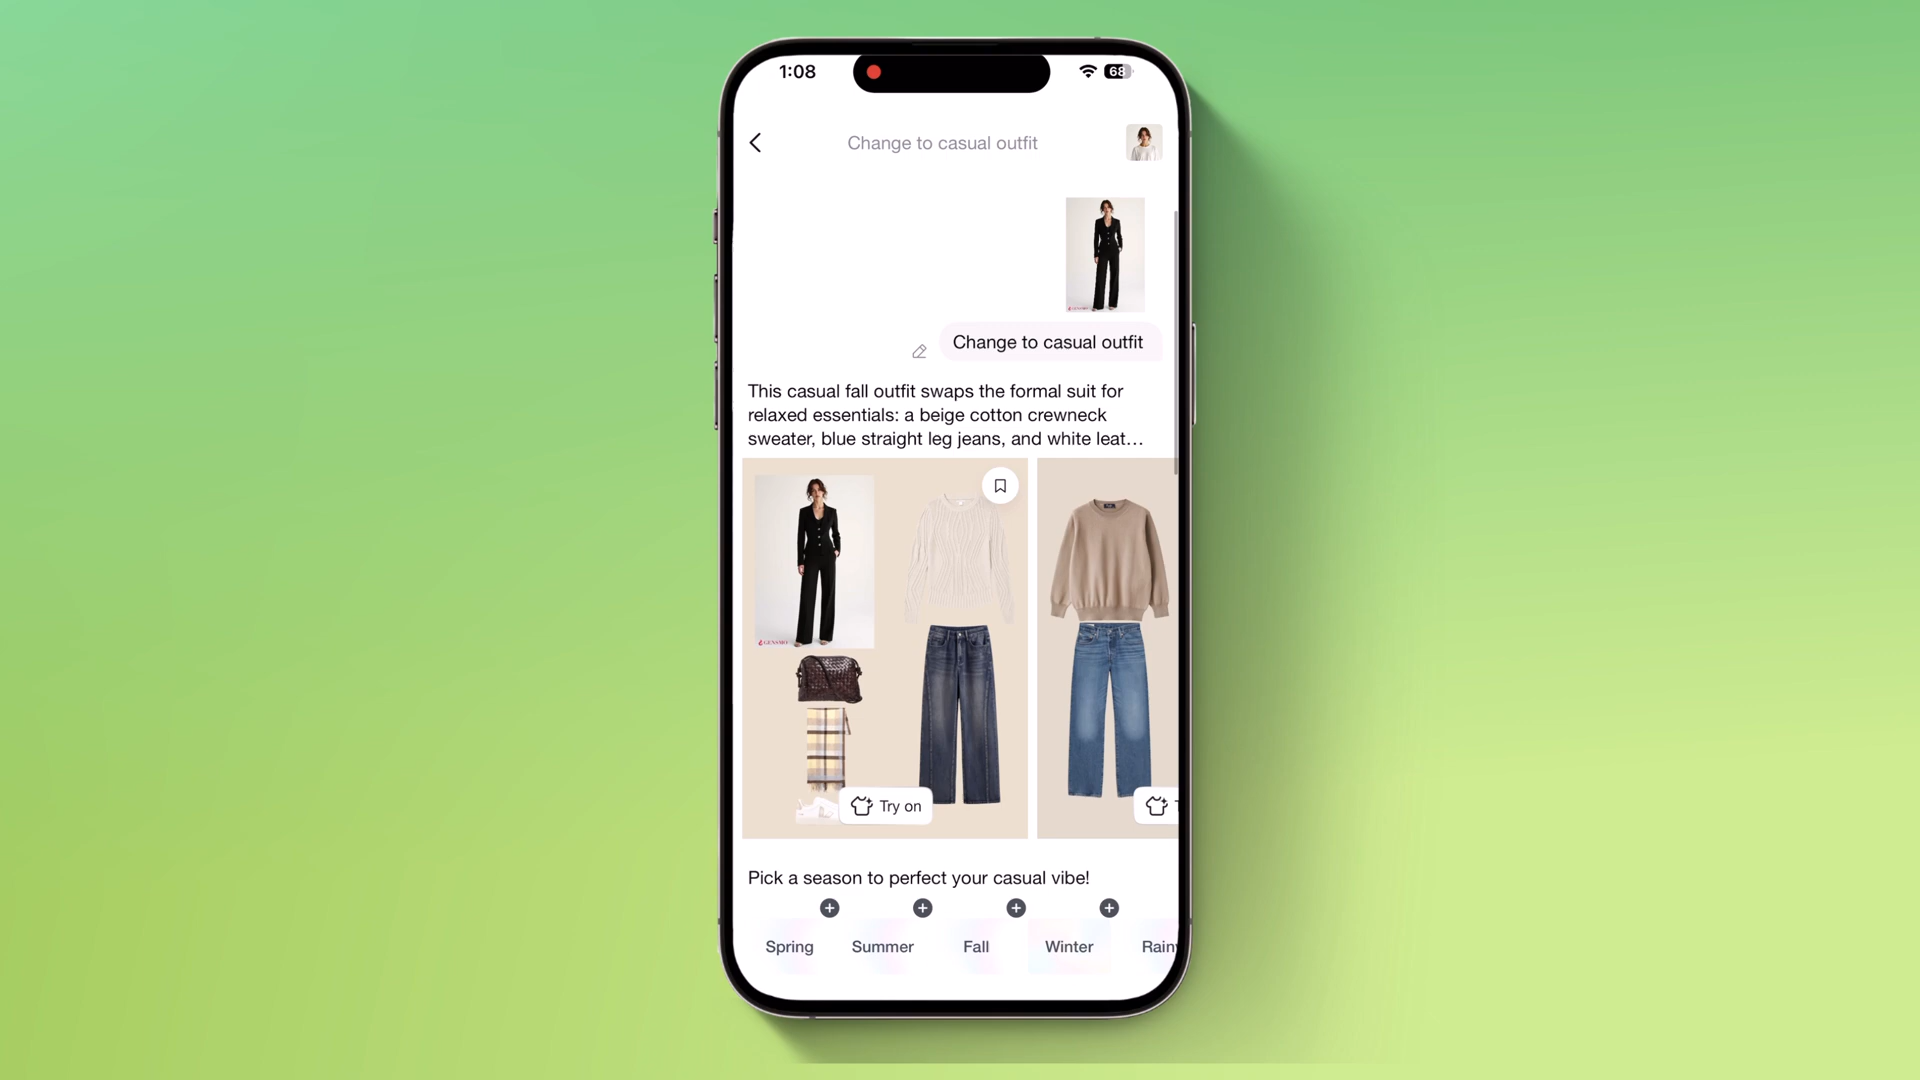 1:08
68
Change to casual outfit
Change to casual outfit
This casual fall outfit swaps the formal suit for
relaxed essentials: a beige cotton crewneck
sweater, blue straight leg jeans, and white leat…
GENSMO
Try on
Pick a season to perfect your casual vibe!
Spring
Summer
Fall
Winter